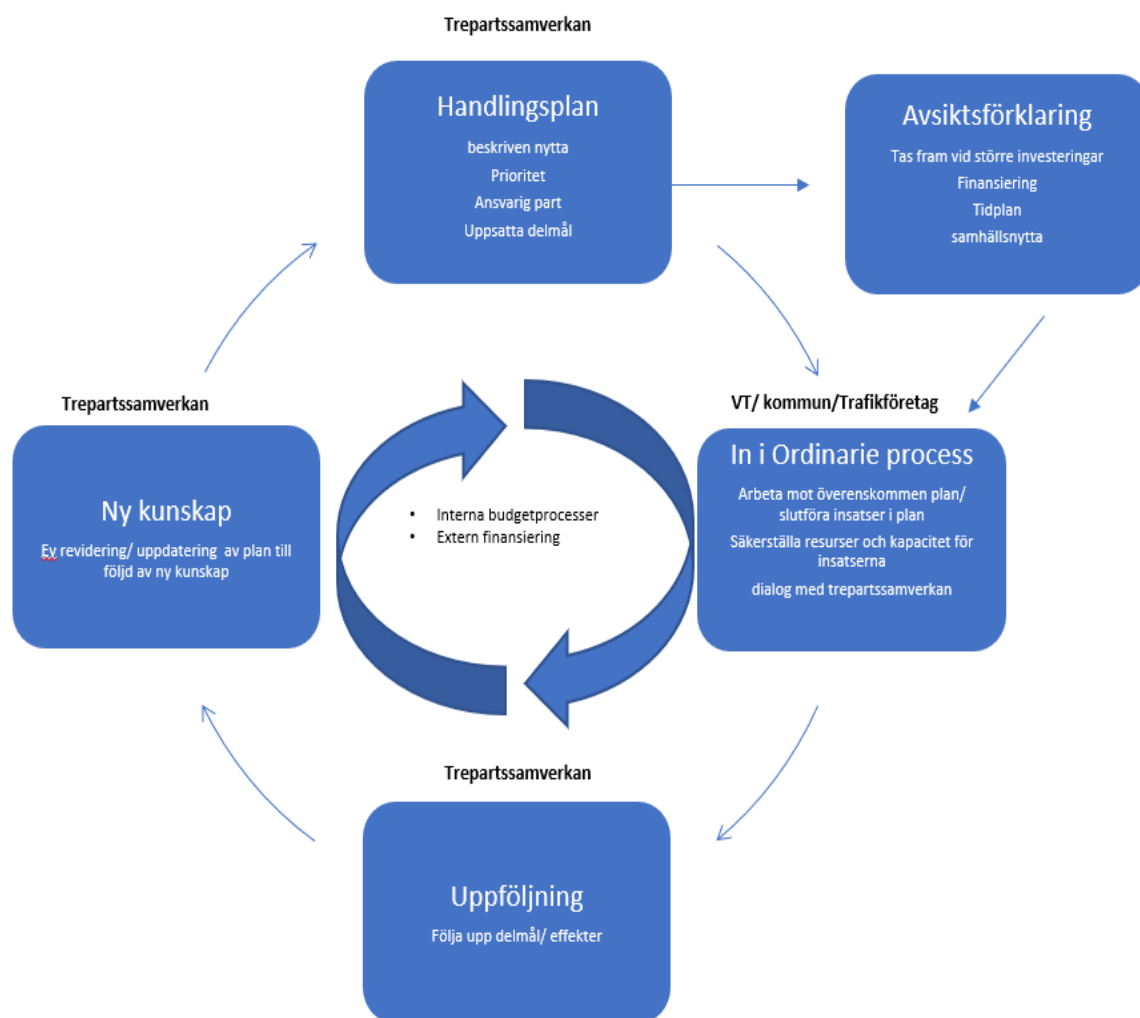 Trepartssamverkan
Handlingsplan
beskriven nytta
Prioritet
Ansvarig part
Uppsatta delmål
Avsiktsförklaring
Tas fram vid större investeringar
Finansiering
Tidplan
samhällsnytta
Trepartssamverkan
Ny kunskap
Ev revidering/ uppdatering av plan till
följd av ny kunskap
• Interna budgetprocesser
• Extern finansiering
VT/ kommun/Trafikföretag
In i Ordinarie process
Arbeta mot överenskommen plan/
slutföra insatser i plan
Säkerställa resurser och kapacitet för
insatserna
dialog med trepartssamverkan
Trepartssamverkan
Uppföljning
Följa upp delmål/ effekter